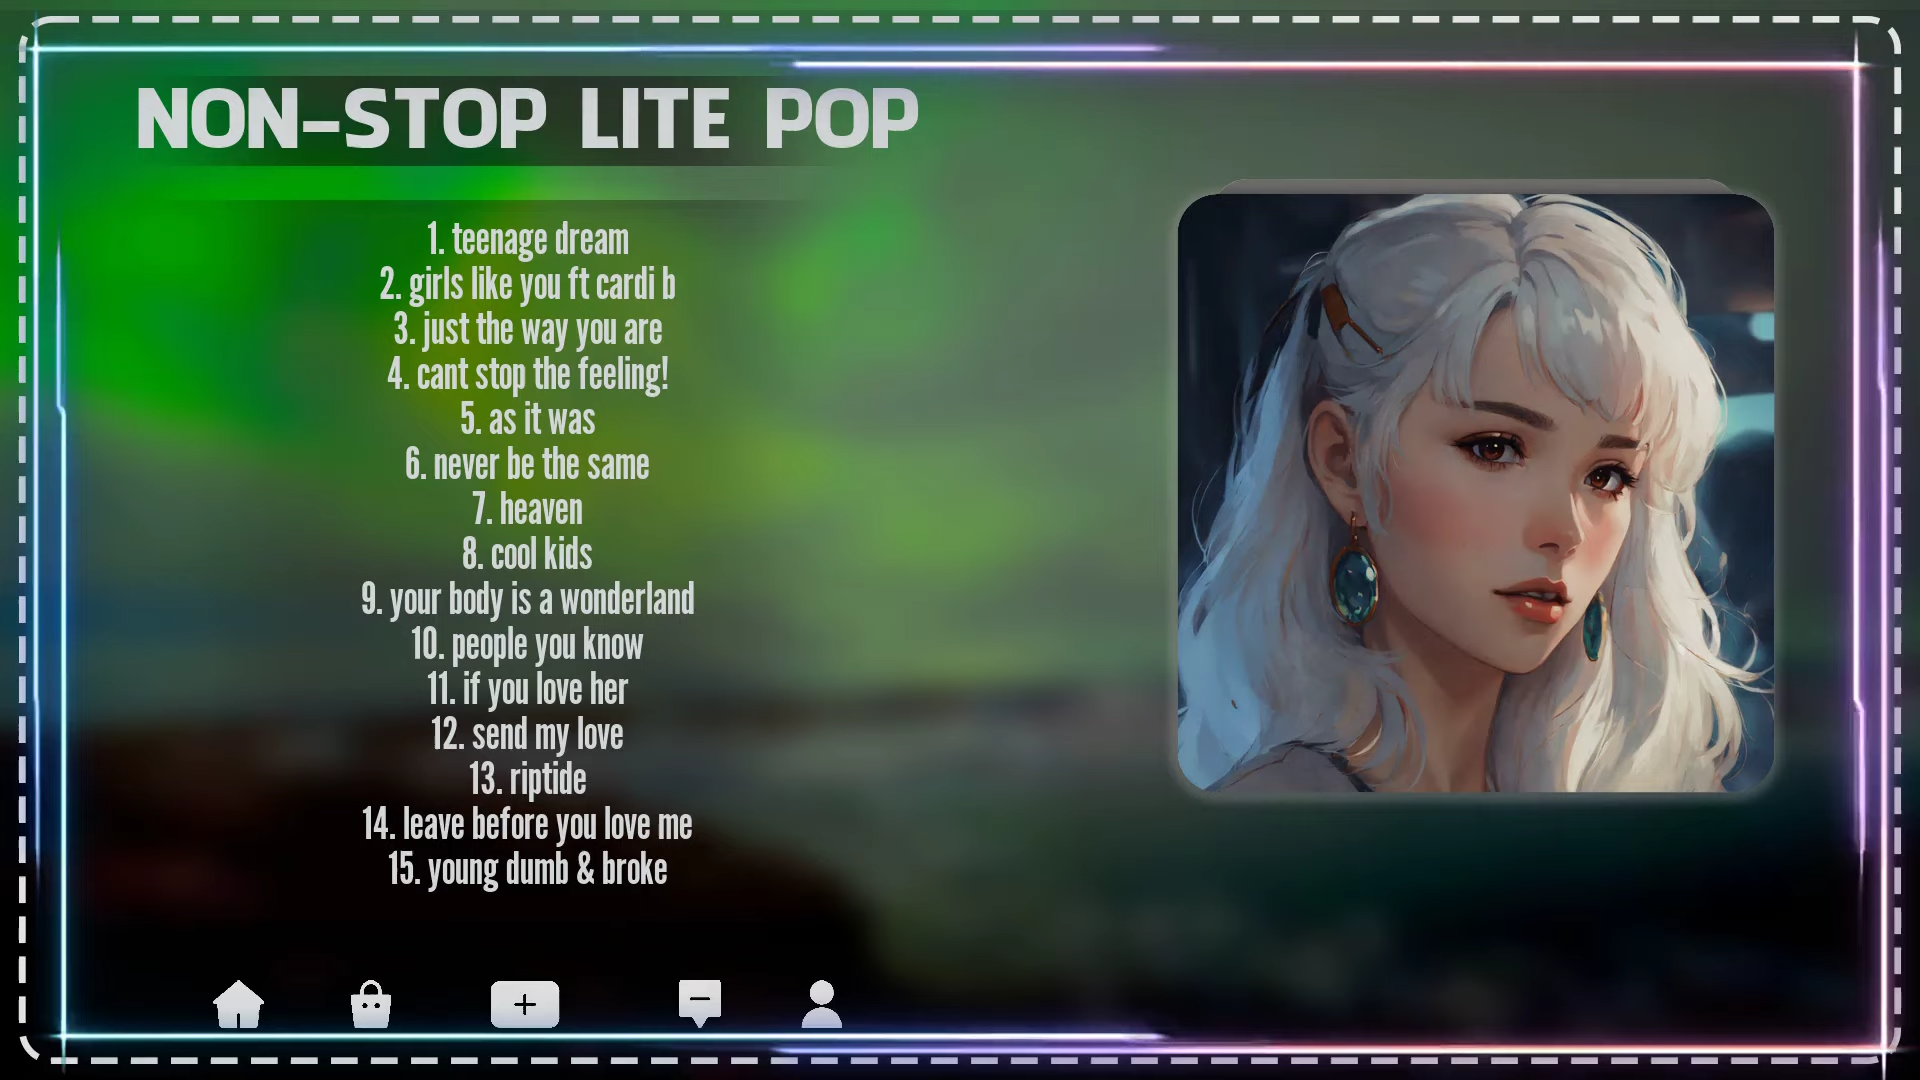 NON-STOP LITE POP
1. teenage dream
2. girls like you ft cardi b
3. just the way you are
4. cant stop the feeling!
5. as it was
6. never be the same
7. heaven
8. cool kids
9. your body is a wonderland
10. people you know
11. if you love her
12. send my love
13. riptide
14. leave before you love me
15. young dumb & broke